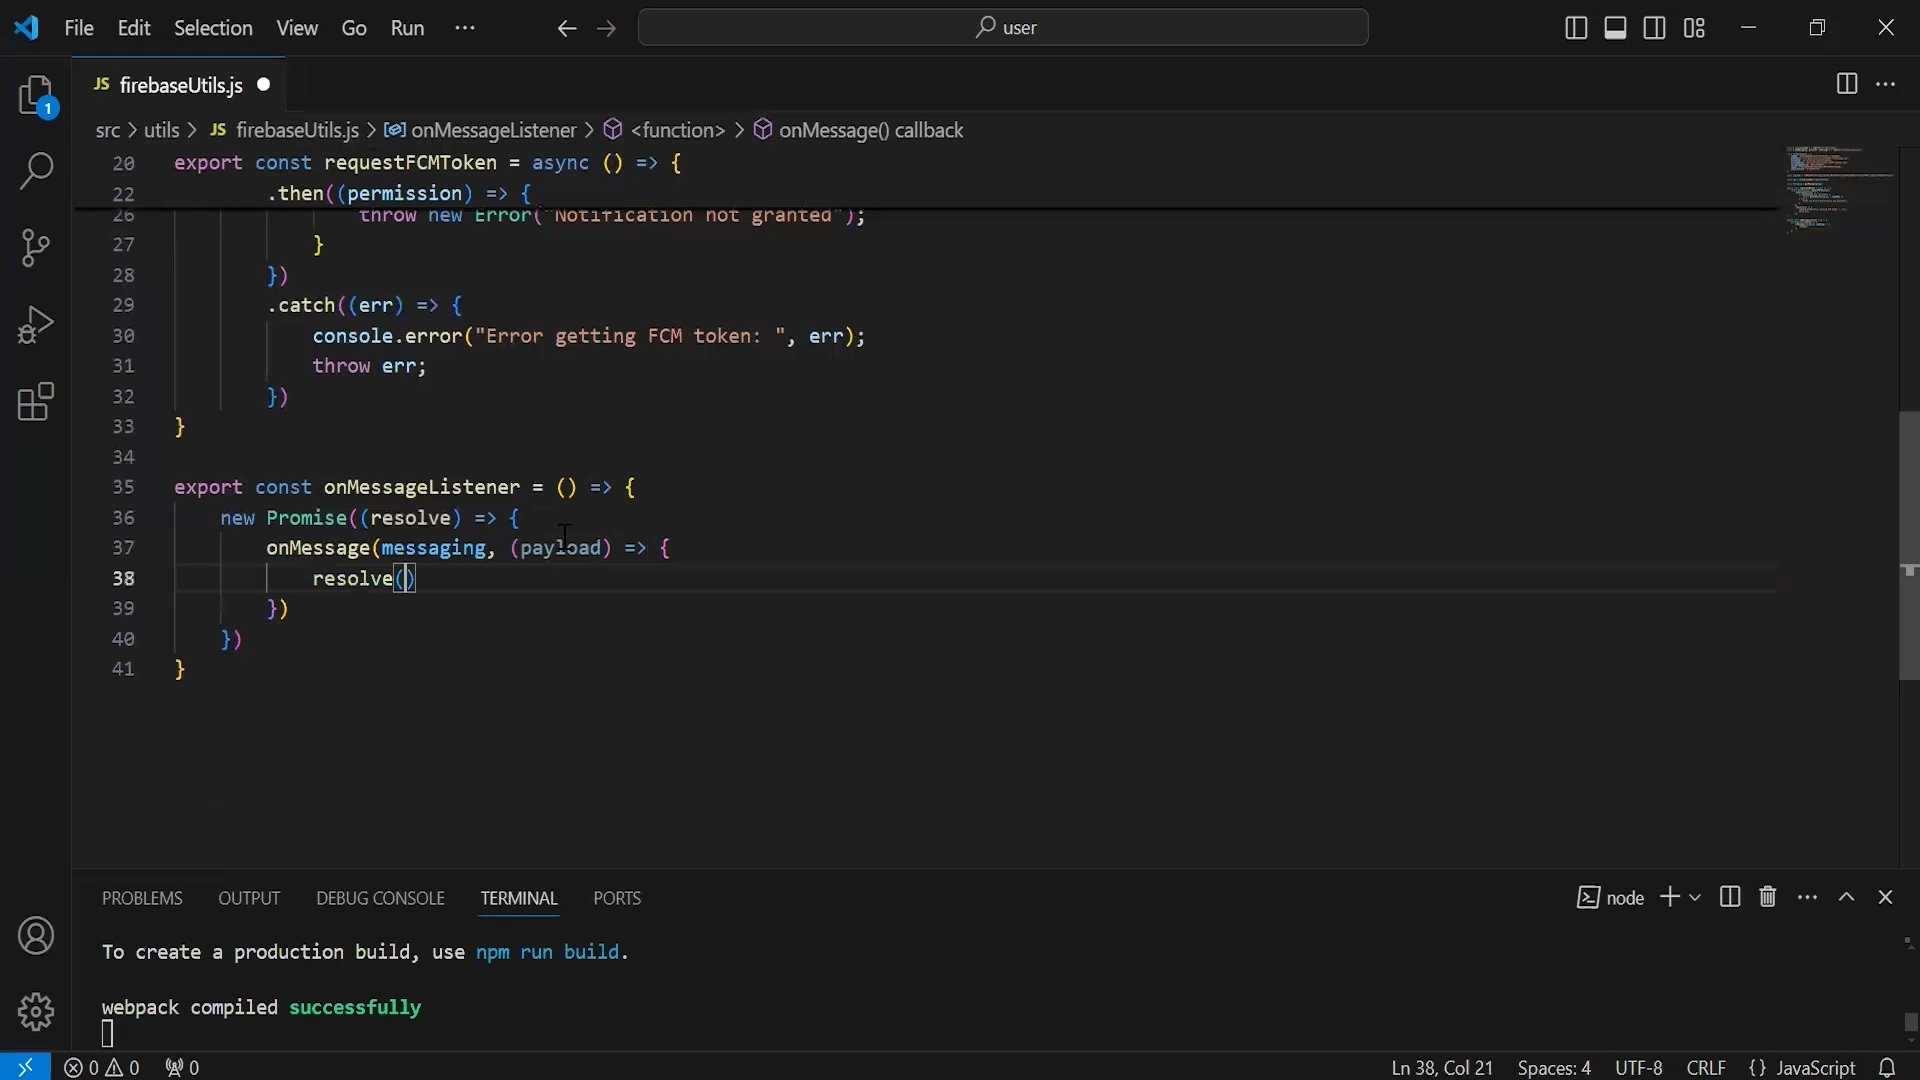 File Edit Selection View Go Run ··· ← → user
JS firebaseUtils.js
1
src > utils > JS firebaseUtils.js > onMessageListener > <function> > onMessage() callback
20 export const requestFCMToken = async () => {
22 .then((permission) => {
26 throw new Error("Notification not granted");
27 }
28 })
29 .catch((err) => {
30 console.error("Error getting FCM token: ", err);
31 throw err;
32 })
33 }
34
35 export const onMessageListener = () => {
36 new Promise((resolve) => {
37 onMessage(messaging, (payload) => {
38 resolve()
39 })
40 })
41 }
PROBLEMS OUTPUT DEBUG CONSOLE TERMINAL PORTS node
To create a production build, use npm run build.
webpack compiled successfully
0 0 0 Ln 38, Col 21 Spaces: 4 UTF-8 CRLF {} JavaScript